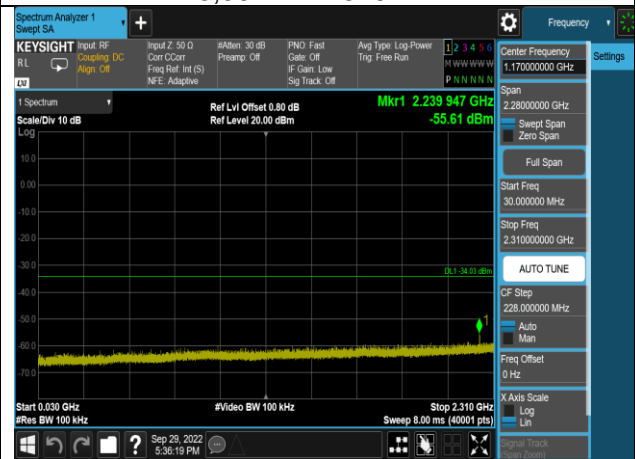 Spectrum Analyzer 1
Swept SA
Frequency
KEYSIGHT
RL
LXI
Input: RF
Coupling: DC
Align: Off
Input Z: 50 Ω
Corr CCorr
Freq Ref: Int (S)
NFE: Adaptive
#Atten: 30 dB
Preamp: Off
PNO: Fast
Gate: Off
IF Gain: Low
Sig Track: Off
Avg Type: Log-Power
Trig: Free Run
1 2 3 4 5 6
M W W W W W
P N N N N N
Center Frequency
1.170000000 GHz
Settings
Span
2.28000000 GHz
Swept Span
Zero Span
Full Span
Start Freq
30.000000 MHz
Stop Freq
2.310000000 GHz
AUTO TUNE
CF Step
228.000000 MHz
Auto
Man
Freq Offset
0 Hz
X Axis Scale
Log
Lin
Signal Track
(Span Zoom)
1 Spectrum
Scale/Div 10 dB
Log
Ref Lvl Offset 0.80 dB
Ref Level 20.00 dBm
Mkr1 2.239 947 GHz
-55.61 dBm
10.0
0.00
-10.0
-20.0
-30.0
-40.0
-50.0
-60.0
-70.0
DL1 -34.03 dBm
1
Start 0.030 GHz
#Res BW 100 kHz
#Video BW 100 kHz
Stop 2.310 GHz
Sweep 8.00 ms (40001 pts)
?
Sep 29, 2022
5:36:19 PM